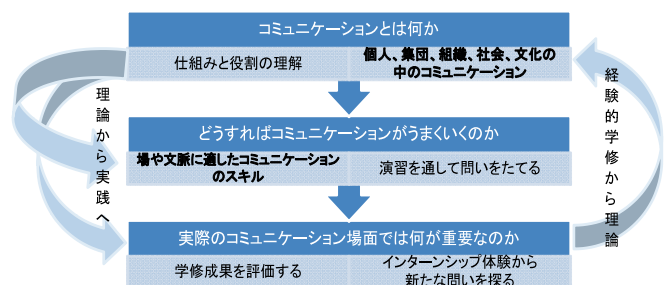 コミュニケーションとは何か
仕組みと役割の理解
個人、集団、組織、社会、文化の
中のコミュニケーション
どうすればコミュニケーションがうまくいくのか
場や文脈に適したコミュニケーション
のスキル
演習を通して問いをたてる
実際のコミュニケーション場面では何が重要なのか
学修成果を評価する
インターンシップ体験から
新たな問いを探る
理論から実践へ
経験的学修から理論